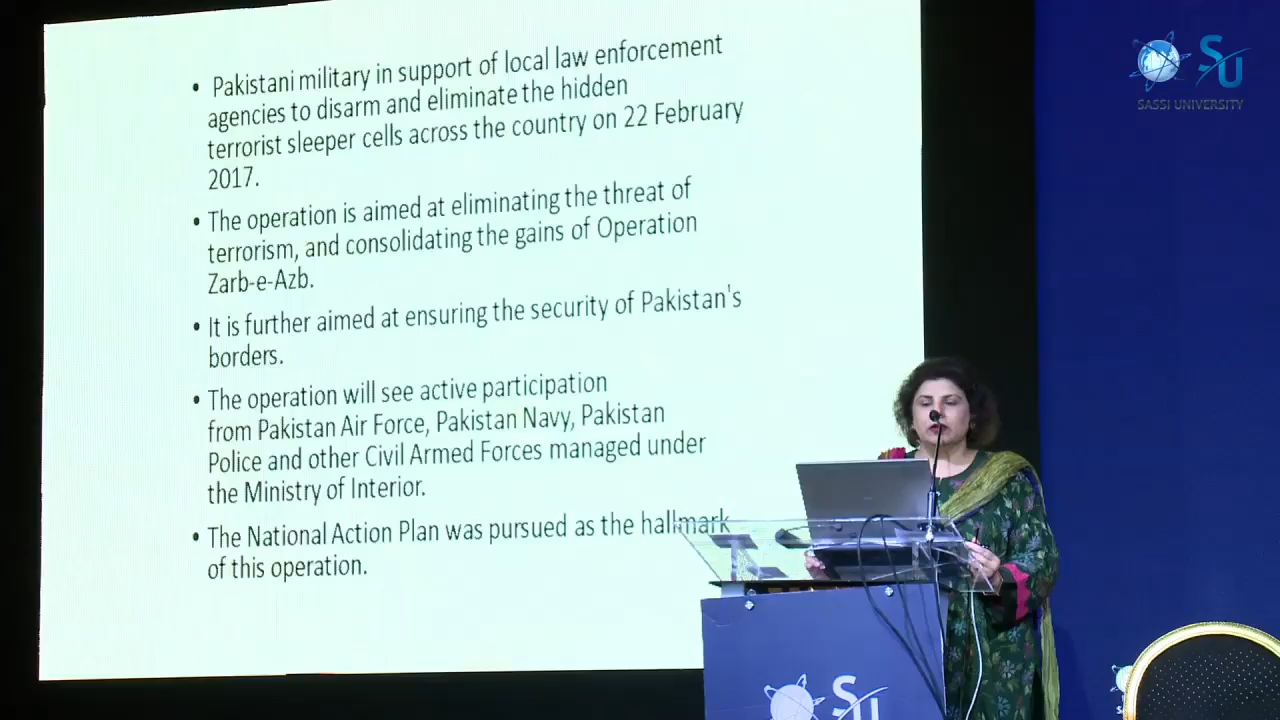 • Pakistani military in support of local law enforcement
agencies to disarm and eliminate the hidden
terrorist sleeper cells across the country on 22 February
2017.
• The operation is aimed at eliminating the threat of
terrorism, and consolidating the gains of Operation
Zarb-e-Azb.
• It is further aimed at ensuring the security of Pakistan's
borders.
• The operation will see active participation
from Pakistan Air Force, Pakistan Navy, Pakistan
Police and other Civil Armed Forces managed under
the Ministry of Interior.
• The National Action Plan was pursued as the hallmark
of this operation.
SU
SASSI UNIVERSITY
SU